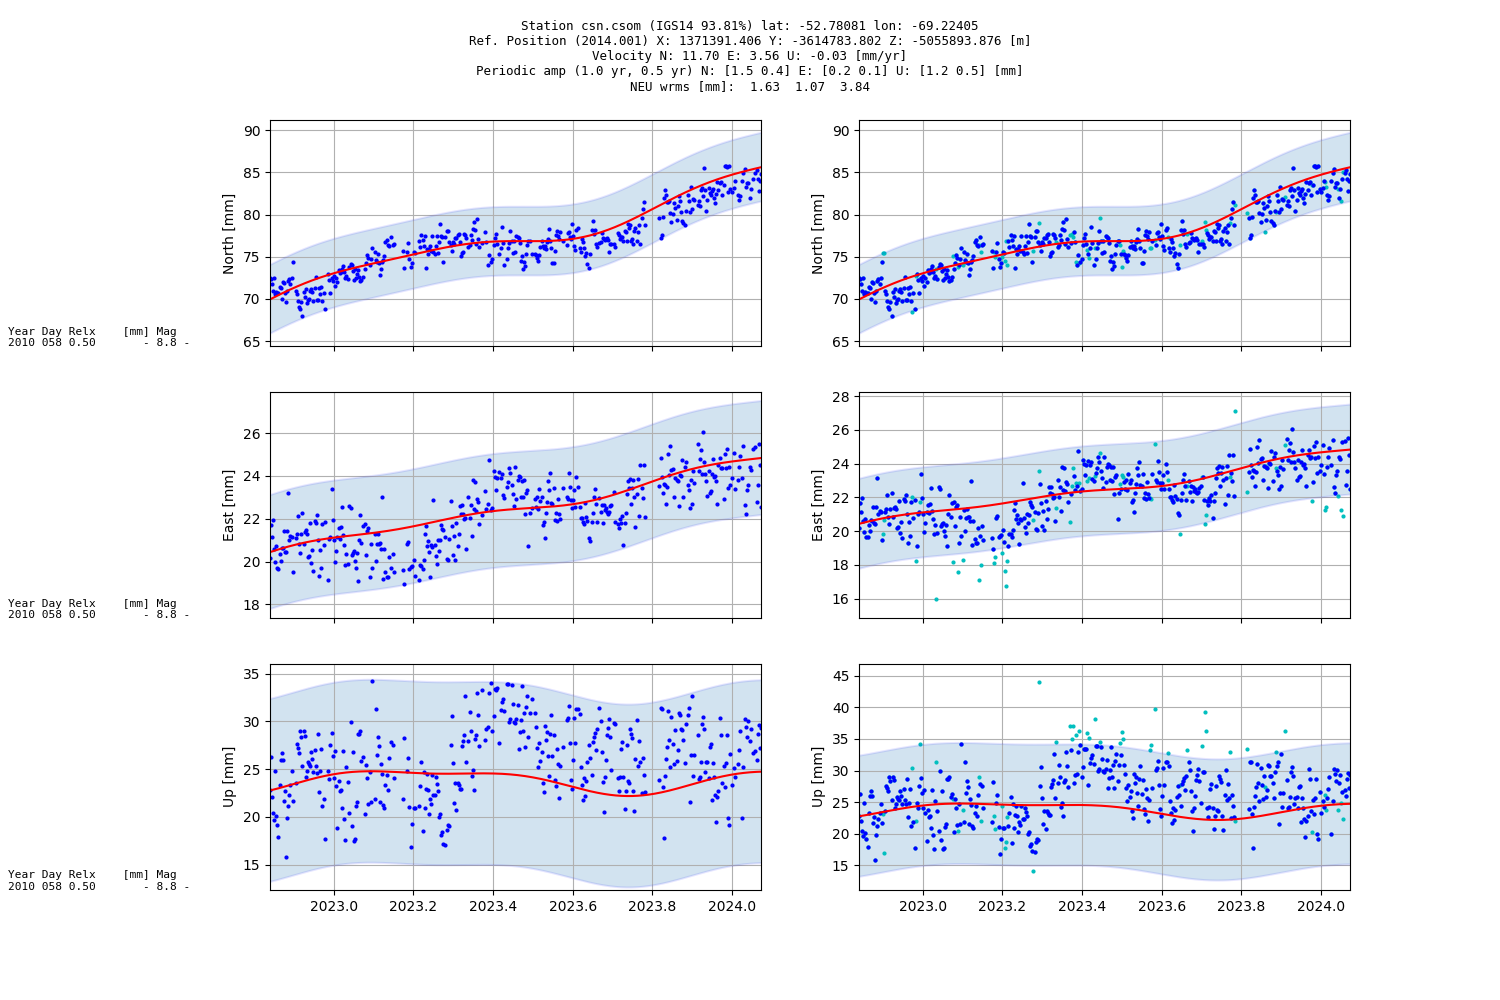 Station csn.csom (IGS14 93.81%) lat: -52.78081 lon: -69.22405
Ref. Position (2014.001) X: 1371391.406 Y: -3614783.802 Z: -5055893.876 [m]
Velocity N: 11.70 E: 3.56 U: -0.03 [mm/yr]
Periodic amp (1.0 yr, 0.5 yr) N: [1.5 0.4] E: [0.2 0.1] U: [1.2 0.5] [mm]
NEU wrms [mm]: 1.63 1.07 3.84
Year Day Relx [mm] Mag
2010 058 0.50 - 8.8 -
North [mm]
90
85
80
75
70
65
North [mm]
90
85
80
75
70
65
Year Day Relx [mm] Mag
2010 058 0.50 - 8.8 -
East [mm]
26
24
22
20
18
East [mm]
28
26
24
22
20
18
16
Year Day Relx [mm] Mag
2010 058 0.50 - 8.8 -
Up [mm]
35
30
25
20
15
2023.0 2023.2 2023.4 2023.6 2023.8 2024.0
Up [mm]
45
40
35
30
25
20
15
2023.0 2023.2 2023.4 2023.6 2023.8 2024.0